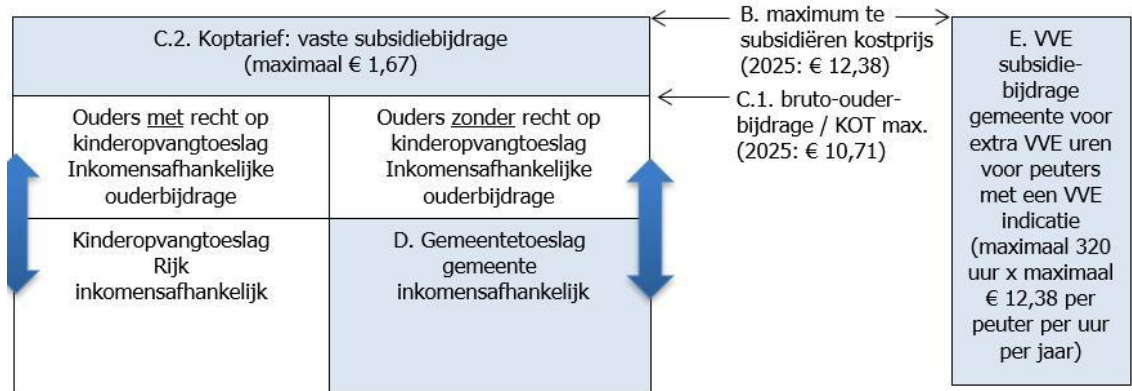 C.2. Koptarief: vaste subsidiebijdrage
(maximaal € 1,67)
B. maximum te
subsidiëren kostprijs
(2025: € 12,38)
C.1. bruto-ouder-
bijdrage / KOT max.
(2025: € 10,71)
Ouders met recht op
kinderopvangtoeslag
Inkomensafhankelijke
ouderbijdrage
Ouders zonder recht op
kinderopvangtoeslag
Inkomensafhankelijke
ouderbijdrage
Kinderopvangtoeslag
Rijk
inkomensafhankelijk
D. Gemeentetoeslag
gemeente
inkomensafhankelijk
E. VVE
subsidie-
bijdrage
gemeente voor
extra VVE uren
voor peuters
met een VVE
indicatie
(maximaal 320
uur x maximaal
€ 12,38 per
peuter per uur
per jaar)